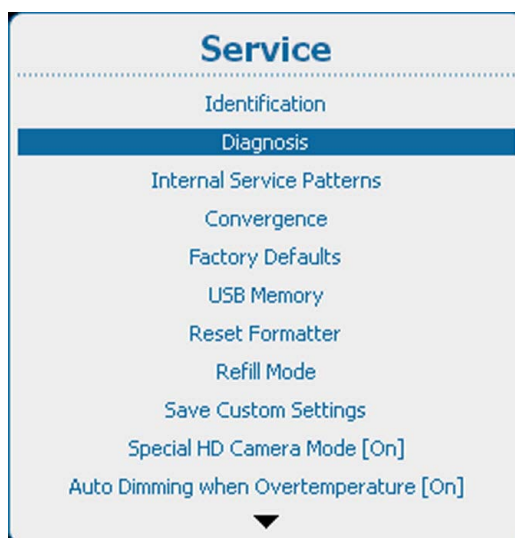 Service
Identification
Diagnosis
Internal Service Patterns
Convergence
Factory Defaults
USB Memory
Reset Formatter
Refill Mode
Save Custom Settings
Special HD Camera Mode [On]
Auto Dimming when Overtemperature [On]